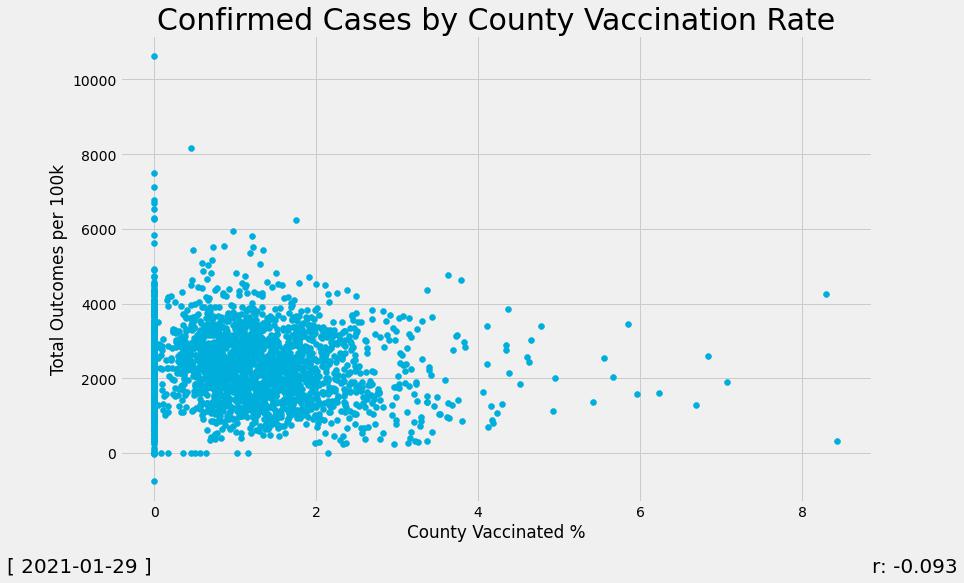 Confirmed Cases by County Vaccination Rate
Total Outcomes per 100k
10000
8000
6000
4000
2000
0
0 2 4 6 8
County Vaccinated %
[ 2021-01-29 ] r: -0.093